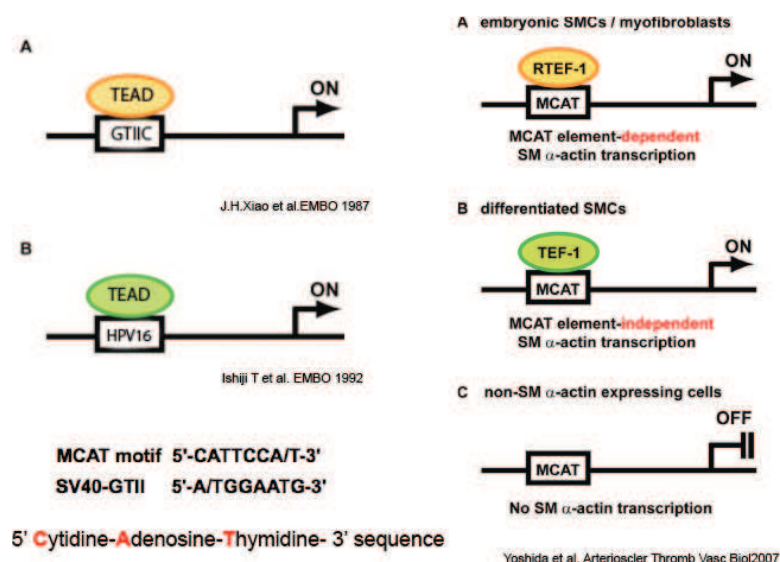 A
TEAD
GTIIC
ON
J.H.Xiao et al.EMBO 1987
B
TEAD
HPV16
ON
Ishiji T et al. EMBO 1992
MCAT motif 5'-CATTCCA/T-3'
SV40-GTII 5'-A/TGGAATG-3'
5' Cytidine-Adenosine-Thymidine- 3' sequence
A embryonic SMCs / myofibroblasts
RTEF-1
MCAT
ON
MCAT element-dependent
SM α-actin transcription
B differentiated SMCs
TEF-1
MCAT
ON
MCAT element-independent
SM α-actin transcription
C non-SM α-actin expressing cells
OFF
MCAT
No SM α-actin transcription
Yoshida et al. Arterioscler Thromb Vasc Biol2007